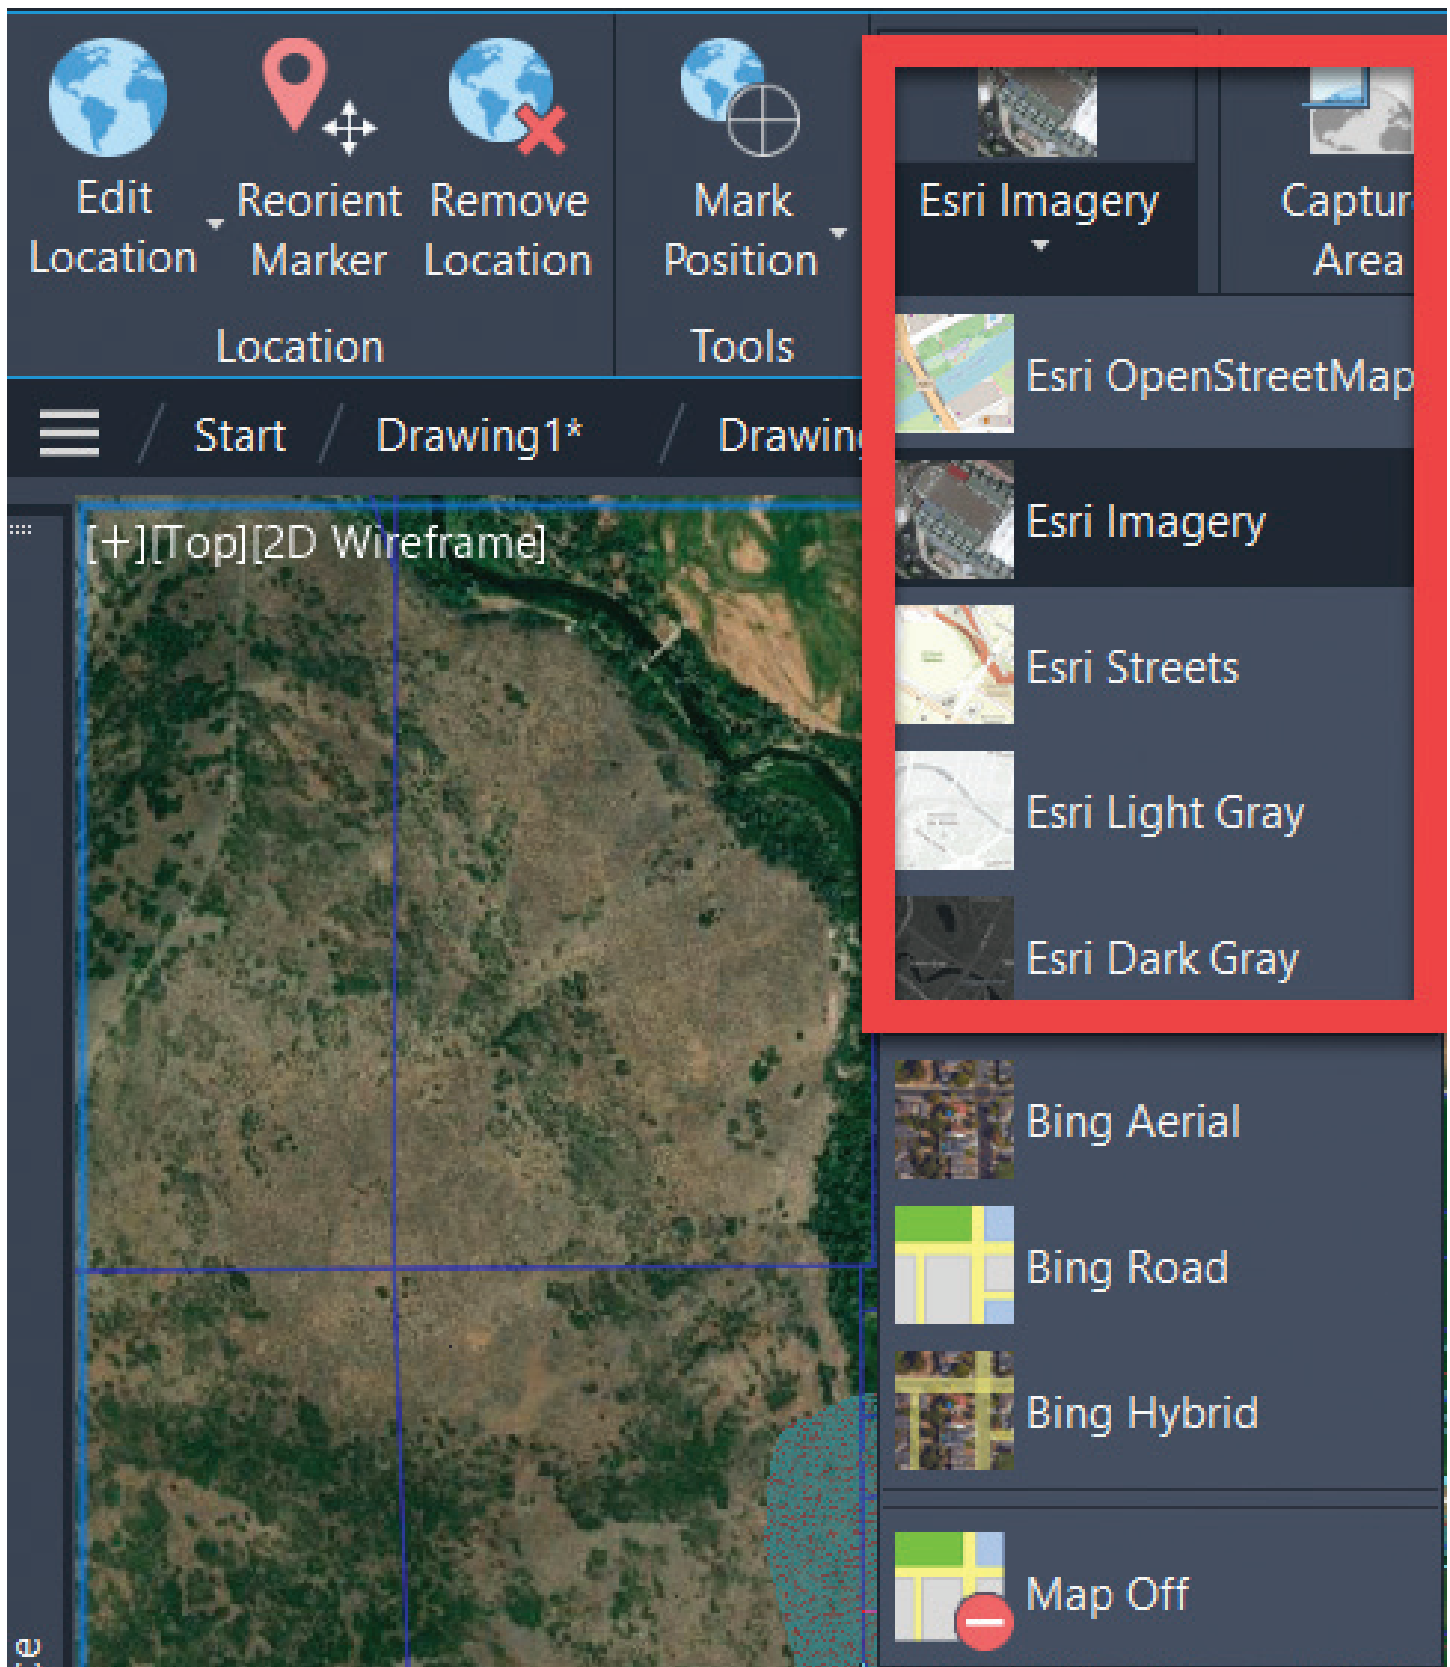 Edit
Location
Reorient
Marker
Remove
Location
Mark
Position
Esri Imagery
Area
Location
Tools
Start
Drawing1*
[+][Top][2D Wireframe]
Esri OpenStreetMap
Esri Imagery
Esri Streets
Esri Light Gray
Esri Dark Gray
Bing Aerial
Bing Road
Bing Hybrid
Map Off